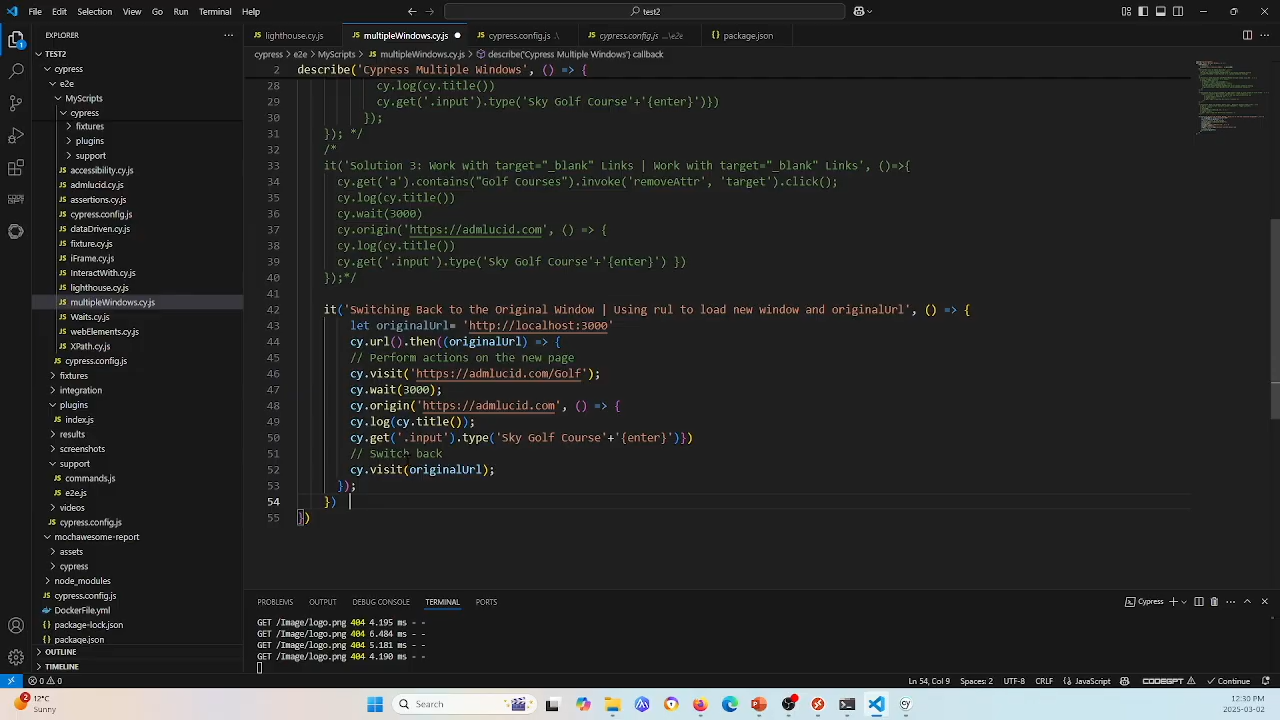 File Edit Selection View Go Run Terminal Help
test2
EXPLORER
lighthouse.cy.js
multipleWindows.cy.js
cypress.config.js .\
cypress.config.js ...\e2e
package.json
cypress > e2e > MyScripts > multipleWindows.cy.js > describe('Cypress Multiple Windows') callback
TEST2
cypress
e2e
MyScripts
cypress
fixtures
plugins
support
accessibility.cy.js
admlucid.cy.js
assertions.cy.js
cypress.config.js
dataDriven.cy.js
fixture.cy.js
iFrame.cy.js
InteractWith.cy.js
lighthouse.cy.js
multipleWindows.cy.js
Waits.cy.js
webElements.cy.js
XPath.cy.js
cypress.config.js
fixtures
integration
plugins
index.js
results
screenshots
support
commands.js
e2e.js
videos
cypress.config.js
mochawesome-report
assets
cypress
node_modules
cypress.config.js
DockerFile.yml
package-lock.json
package.json
OUTLINE
TIMELINE
2 describe('Cypress Multiple Windows', () => {
28 cy.log(cy.title())
29 cy.get('.input').type('Sky Golf Course'+'{enter}')})
30 });
31 }); */
32 /*
33 it('Solution 3: Work with target="_blank" Links | Work with target="_blank" Links', ()=>{
34 cy.get('a').contains("Golf Courses").invoke('removeAttr', 'target').click();
35 cy.log(cy.title())
36 cy.wait(3000)
37 cy.origin('https://admlucid.com', () => {
38 cy.log(cy.title())
39 cy.get('.input').type('Sky Golf Course'+'{enter}') })
40 });*/
41
42 it('Switching Back to the Original Window | Using rul to load new window and originalUrl', () => {
43 let originalUrl= 'http://localhost:3000'
44 cy.url().then((originalUrl) => {
45 // Perform actions on the new page
46 cy.visit('https://admlucid.com/Golf');
47 cy.wait(3000);
48 cy.origin('https://admlucid.com', () => {
49 cy.log(cy.title());
50 cy.get('.input').type('Sky Golf Course'+'{enter}')})
51 // Switch back
52 cy.visit(originalUrl);
53 });
54 })
55 })
PROBLEMS OUTPUT DEBUG CONSOLE TERMINAL PORTS
Cypress
GET /Image/logo.png 404 4.195 ms - -
GET /Image/logo.png 404 6.484 ms - -
GET /Image/logo.png 404 5.181 ms - -
GET /Image/logo.png 404 4.190 ms - -
0 0
Ln 54, Col 9 Spaces: 2 UTF-8 CRLF {} JavaScript CODEGPT Continue
2
12°C
Sunny
Search
12:30 PM
2025-03-02